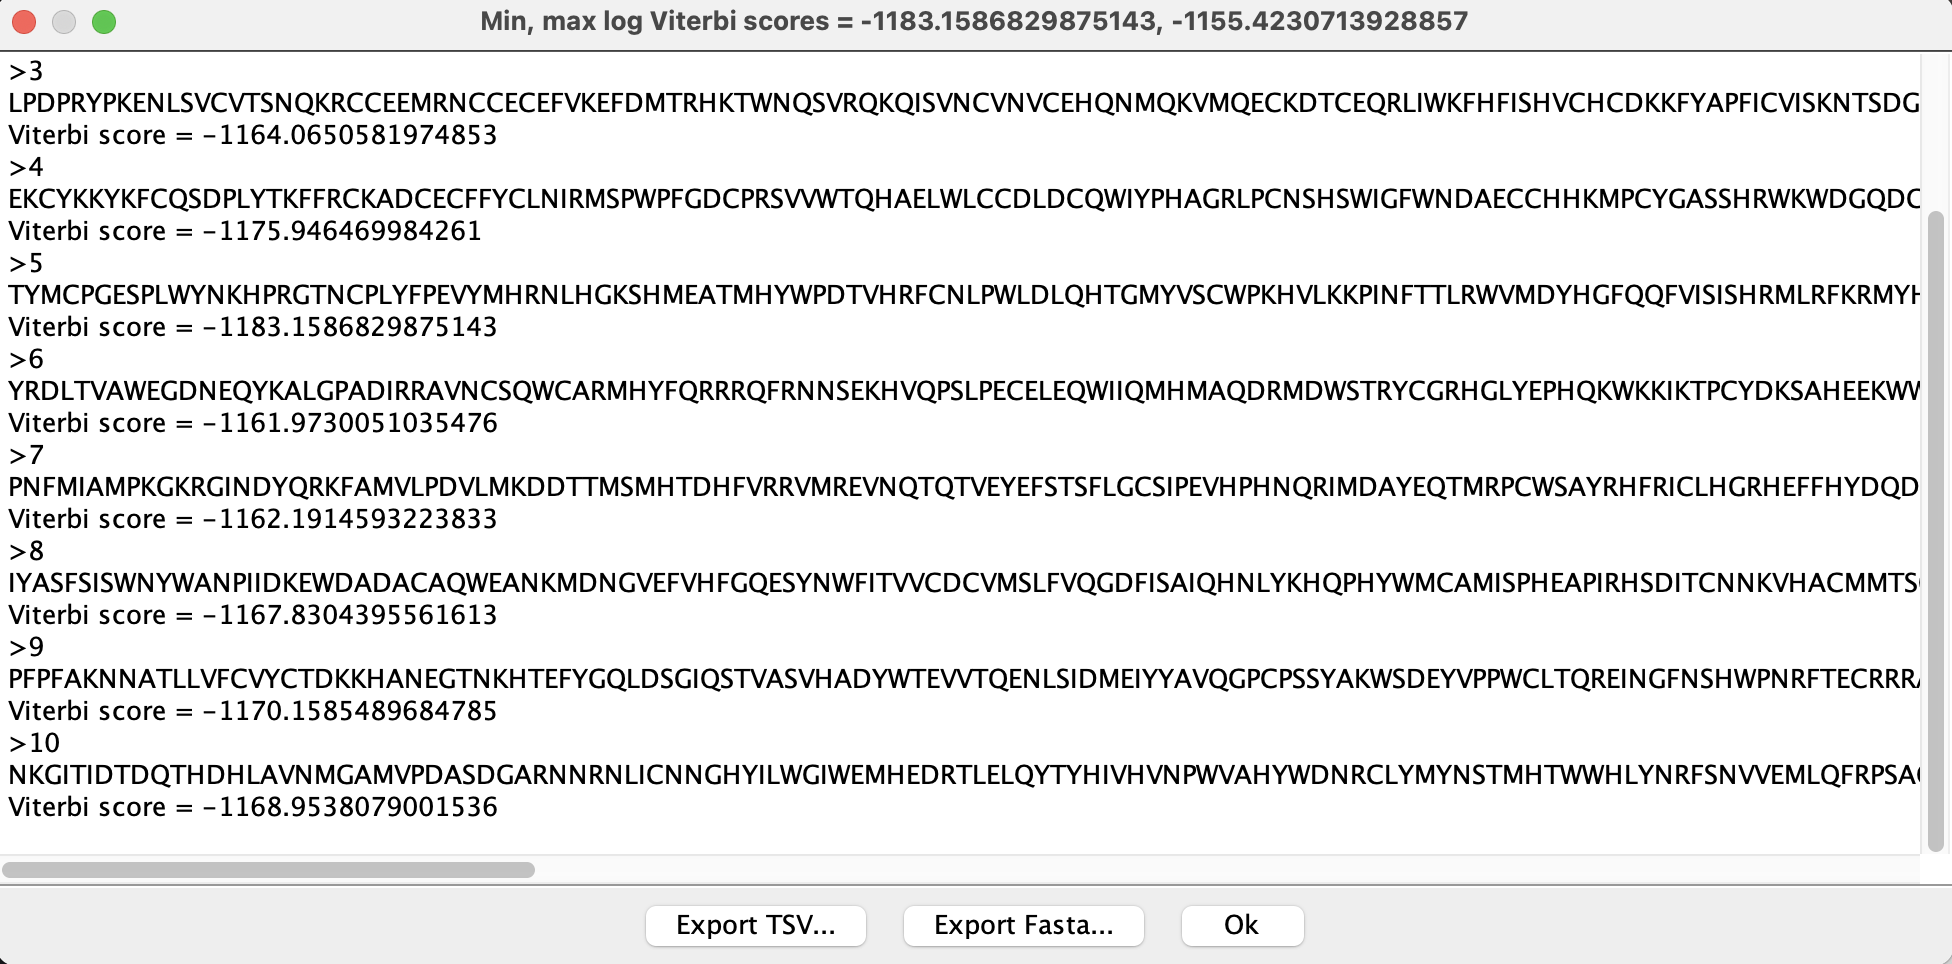 Min, max log Viterbi scores = -1183.1586829875143, -1155.4230713928857
>3
LPDPRYPKENLSVCVTSNQKRCCEEMRNCCECEFVKEFDMTRHKTWNQSVRQKQISVNCVNVCEHQNMQKVMQECKDTCEQRLIWKFHFISHVCHCDKKFYAPFICVISKNTSDG
Viterbi score = -1164.0650581974853
>4
EKCYKKYKFCQSDPLYTKFFRCKADCECFFYCLNIRMSPWPFGDCPRSVVWTQHAELWLCCDLDCQWIYPHAGRLPCNSHSWIGFWNDAECCHHKMPCYGASSHRWKWDGQDC
Viterbi score = -1175.946469984261
>5
TYMCPGESPLWYNKHPRGTNCPLYFPEVYMHRNLHGKSHMEATMHYWPDTVHRFCNLPWLDLQHTGMYVSCWPKHVLKKPINFTTLRWVMDYHGFQQFVISISHRMLRFKRMYH
Viterbi score = -1183.1586829875143
>6
YRDLTVAWEGDNEQYKALGPADIRRAVNCSQWCARMHYFQRRRQFRNNSEKHVQPSLPECELEQWIIQMHMAQDRMDWSTRYCGRHGLYEPHQKWKKIKTPCYDKSAHEEKWW
Viterbi score = -1161.9730051035476
>7
PNFMIAMPKGKRGINDYQRKFAMVLPDVLMKDDTTMSMHTDHFVRRVMREVNQTQTVEYEFSTSFLGCSIPEVHPHNQRIMDAYEQTMRPCWSAYRHFRICLHGRHEFFHYDQD
Viterbi score = -1162.1914593223833
>8
IYASFSISWNYWANPIIDKEWDADACAQWEANKMDNGVEFVHFGQESYNWFITVVCDCVMSLFVQGDFISAIQHNLYKHQPHYWMCAMISPHEAPIRHSDITCNNKVHACMMTS
Viterbi score = -1167.8304395561613
>9
PFPFAKNNATLLVFCVYCTDKKHANEGTNKHTEFYGQLDSGIQSTVASVHADYWTEVVTQENLSIDMEIYYAVQGPCPSSYAKWSDEYVPPWCLTQREINGFNSHWPNRFTECRRRA
Viterbi score = -1170.1585489684785
>10
NKGITIDTDQTHDHLAVNMGAMVPDASDGARNNRNLICNNGHYILWGIWEMHEDRTLELQYTYHIVHVNPWVAHYWDNRCLYMYNSTMHTWWHLYNRFSNVVEMLQFRPSA
Viterbi score = -1168.9538079001536
Export TSV... Export Fasta... Ok